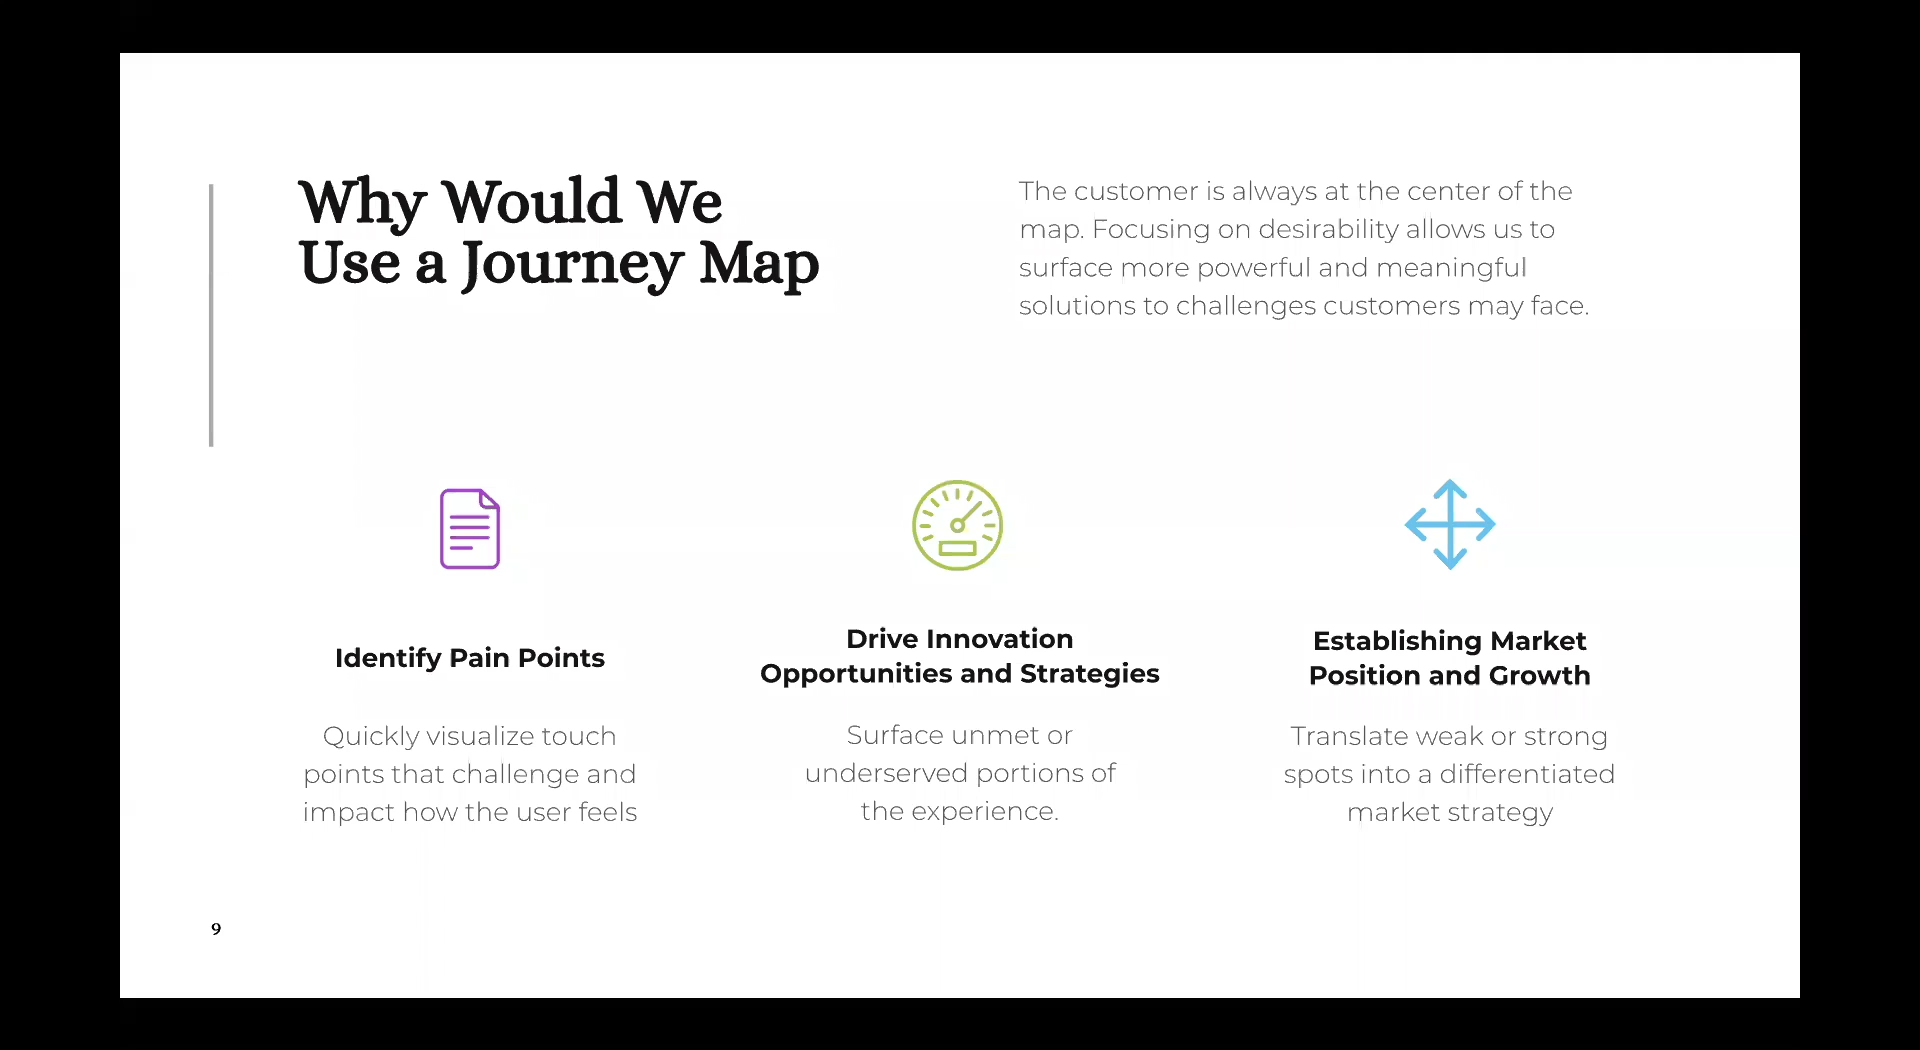 Why Would We
Use a Journey Map
The customer is always at the center of the
map. Focusing on desirability allows us to
surface more powerful and meaningful
solutions to challenges customers may face.
Identify Pain Points
Quickly visualize touch
points that challenge and
impact how the user feels
Drive Innovation
Opportunities and Strategies
Surface unmet or
underserved portions of
the experience.
Establishing Market
Position and Growth
Translate weak or strong
spots into a differentiated
market strategy
9